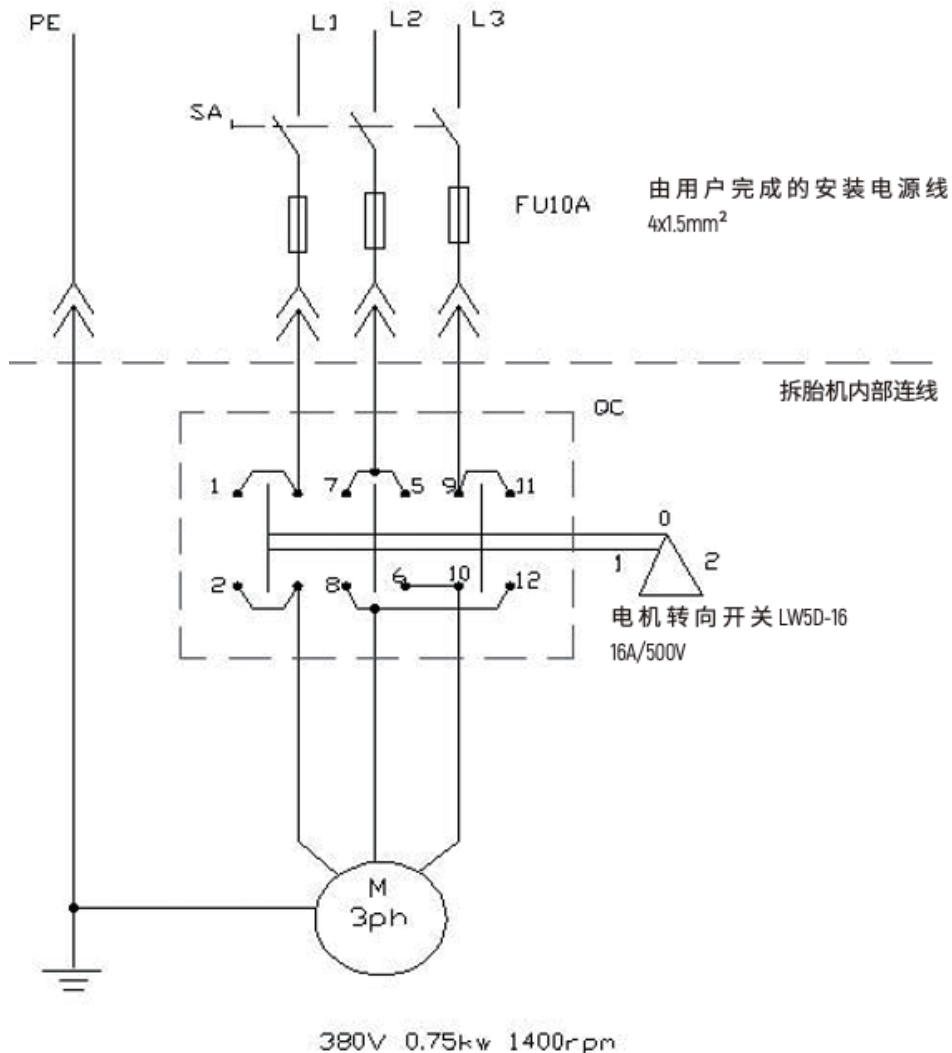 PE
L1
L2
L3
SA
FU10A
由用户完成的安装电源线
4x1.5mm²
拆胎机内部连线
QC
1
7
5
9
11
0
1
2
2
8
6
10
12
电机转向开关 LW5D-16
16A/500V
M
3ph
380V 0.75kw 1400rpm